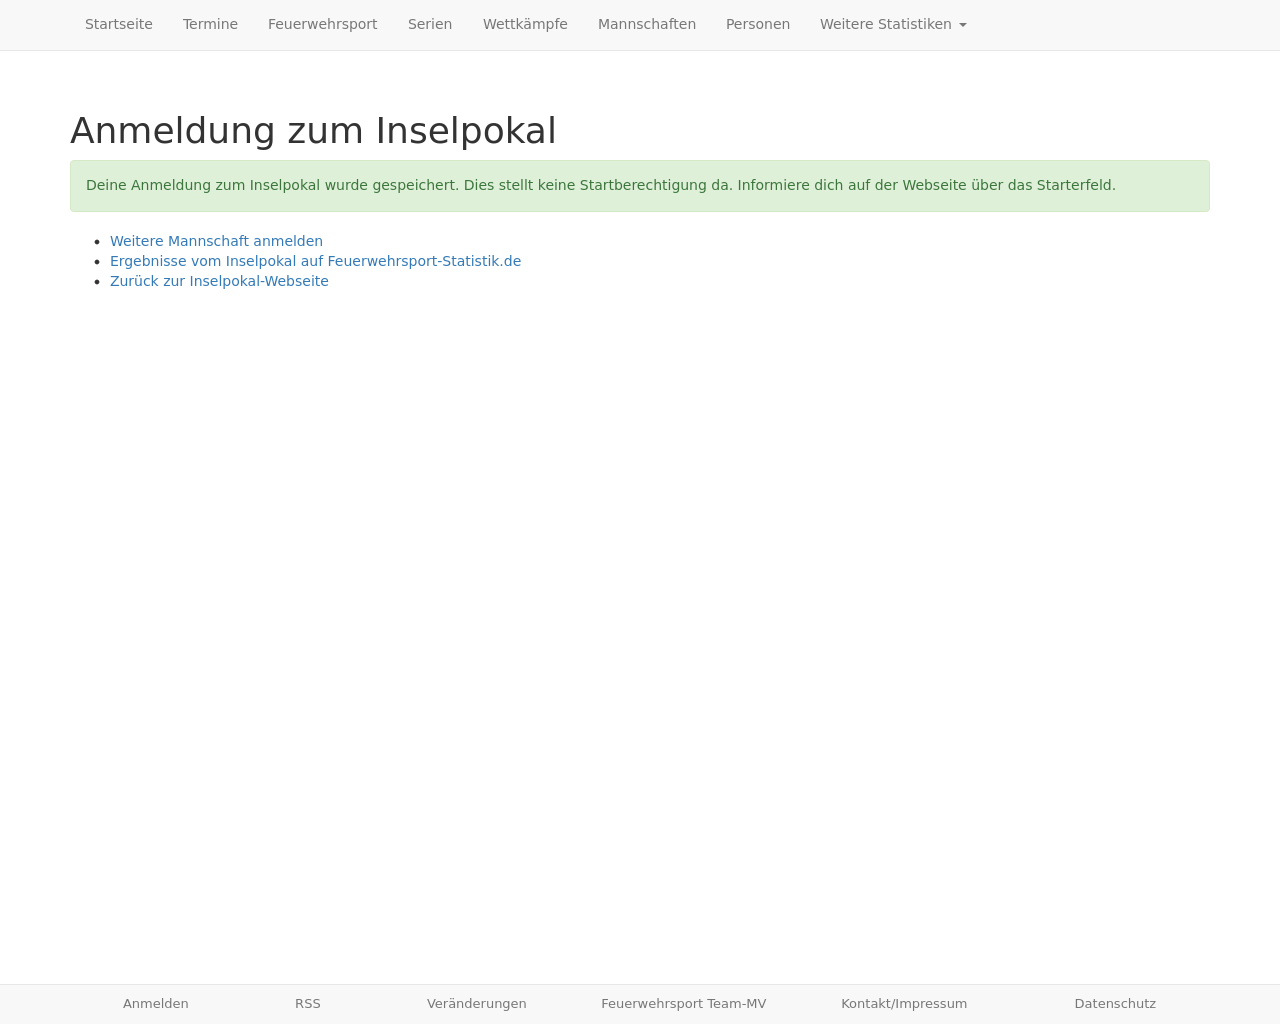 Startseite Termine Feuerwehrsport Serien Wettkämpfe Mannschaften Personen Weitere Statistiken
Anmeldung zum Inselpokal
Deine Anmeldung zum Inselpokal wurde gespeichert. Dies stellt keine Startberechtigung da. Informiere dich auf der Webseite über das Starterfeld.
Weitere Mannschaft anmelden
Ergebnisse vom Inselpokal auf Feuerwehrsport-Statistik.de
Zurück zur Inselpokal-Webseite
Anmelden RSS Veränderungen Feuerwehrsport Team-MV Kontakt/Impressum Datenschutz